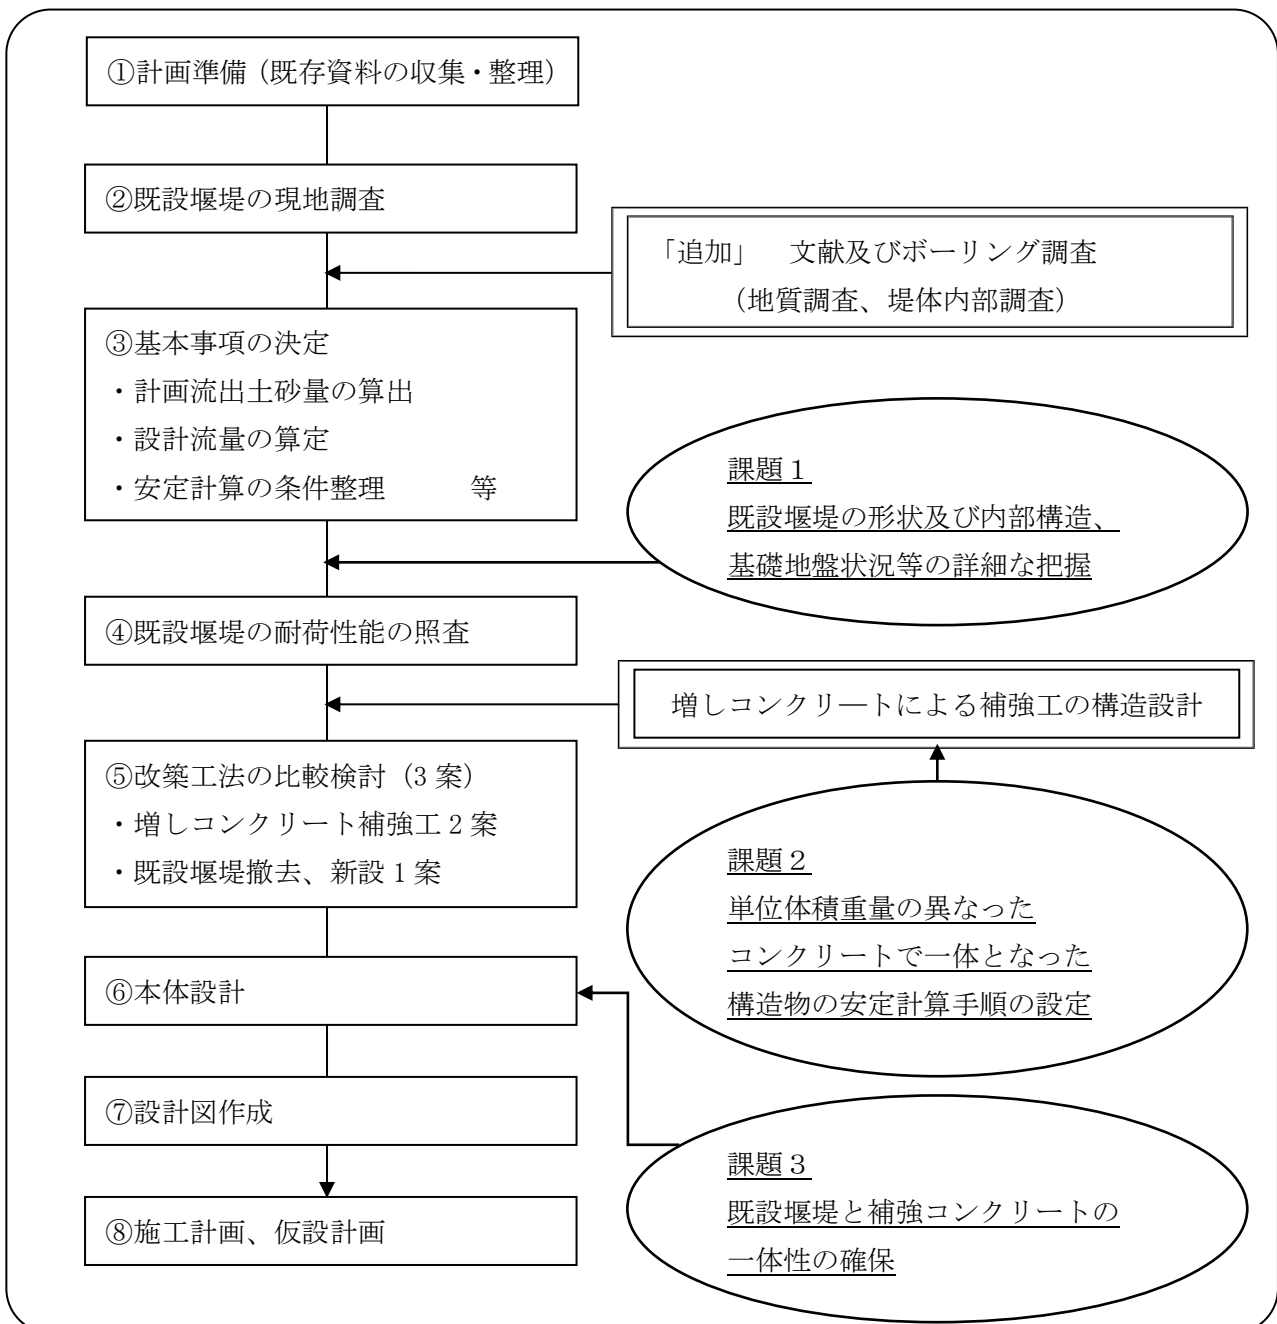 ①計画準備（既存資料の収集・整理）
②既設堰堤の現地調査
「追加」　文献及びボーリング調査
（地質調査、堤体内部調査）
③基本事項の決定
・計画流出土砂量の算出
・設計流量の算定
・安定計算の条件整理　　　等
課題１
既設堰堤の形状及び内部構造、
基礎地盤状況等の詳細な把握
④既設堰堤の耐荷性能の照査
増しコンクリ―トによる補強工の構造設計
⑤改築工法の比較検討（3 案）
・増しコンクリート補強工 2 案
・既設堰堤撤去、新設 1 案
課題２
単位体積重量の異なった
コンクリートで一体となった
構造物の安定計算手順の設定
⑥本体設計
⑦設計図作成
課題３
既設堰堤と補強コンクリートの
一体性の確保
⑧施工計画、仮設計画